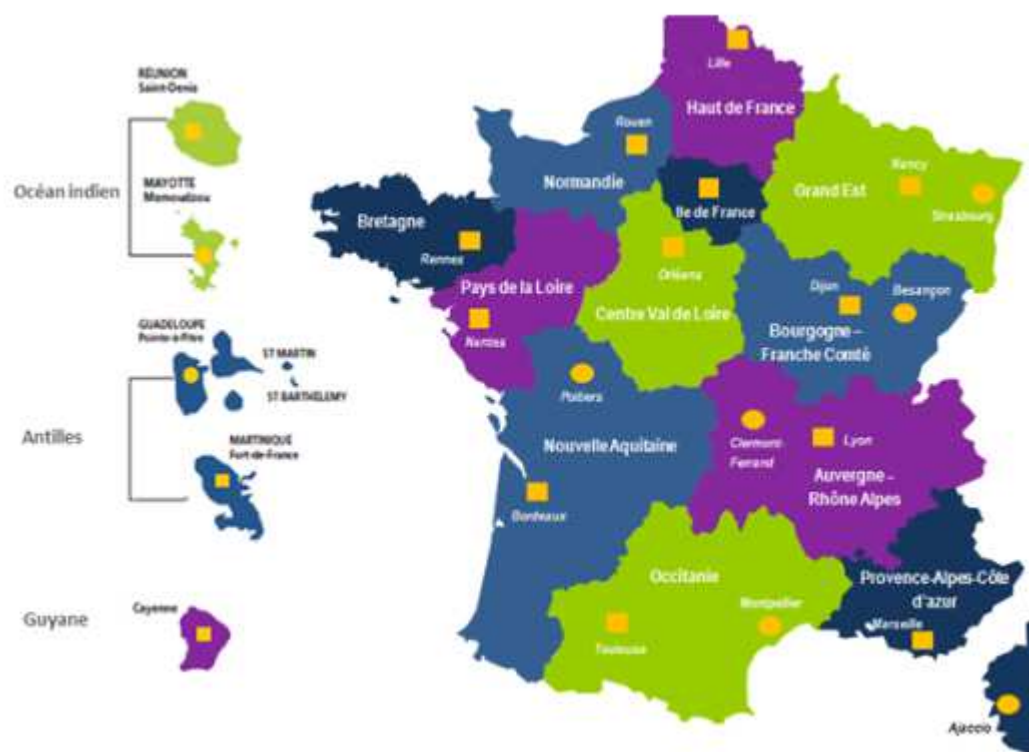 RÉUNION
Saint-Denis
Océan indien
MAYOTTE
Mamoudzou
GUADELOUPE
Pointe-à-Pitre
ST MARTIN
ST BARTHÉLEMY
Antilles
MARTINIQUE
Fort-de-France
Guyane
Cayenne
Lille
Haut de France
Rouen
Normandie
Ile de France
Nancy
Grand Est
Strasbourg
Bretagne
Rennes
Orléans
Pays de la Loire
Centre Val de Loire
Nantes
Dijon
Besançon
Bourgogne –
Franche Comté
Poitiers
Nouvelle Aquitaine
Bordeaux
Clermont-
Ferrand
Lyon
Auvergne –
Rhône Alpes
Occitanie
Toulouse
Montpellier
Provence-Alpes-Côte
d'azur
Marseille
Ajaccio